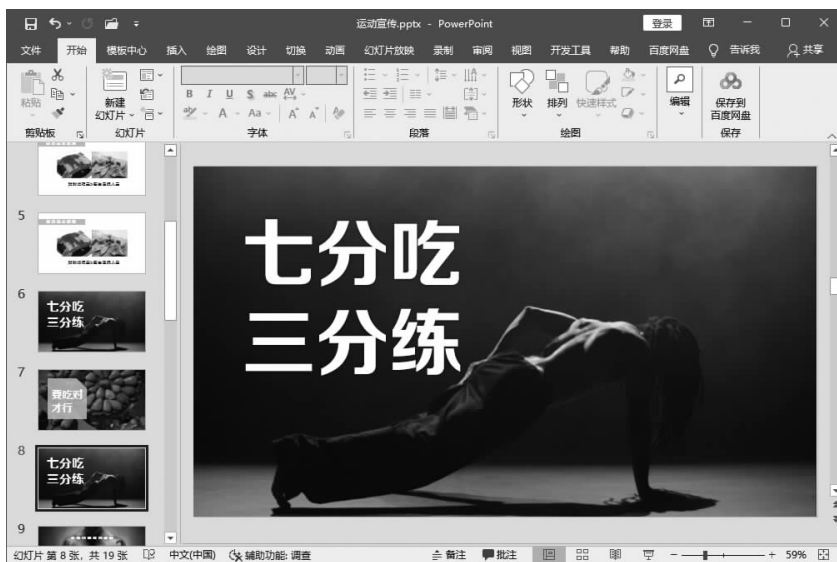 运动宣传.pptx - PowerPoint
登录
文件 开始 模板中心 插入 绘图 设计 切换 动画 幻灯片放映 录制 审阅 视图 开发工具 帮助 百度网盘 告诉我 共享
粘贴
剪贴板
新建
幻灯片
幻灯片
B I U S abc AV
A Aa A A
字体
段落
形状 排列 快速样式
绘图
编辑
保存到
百度网盘
保存
5
6
七分吃
三分练
7
要吃对
才行
8
七分吃
三分练
9
七分吃
三分练
幻灯片 第 8 张，共 19 张 中文(中国) 辅助功能: 调查 备注 批注 59%